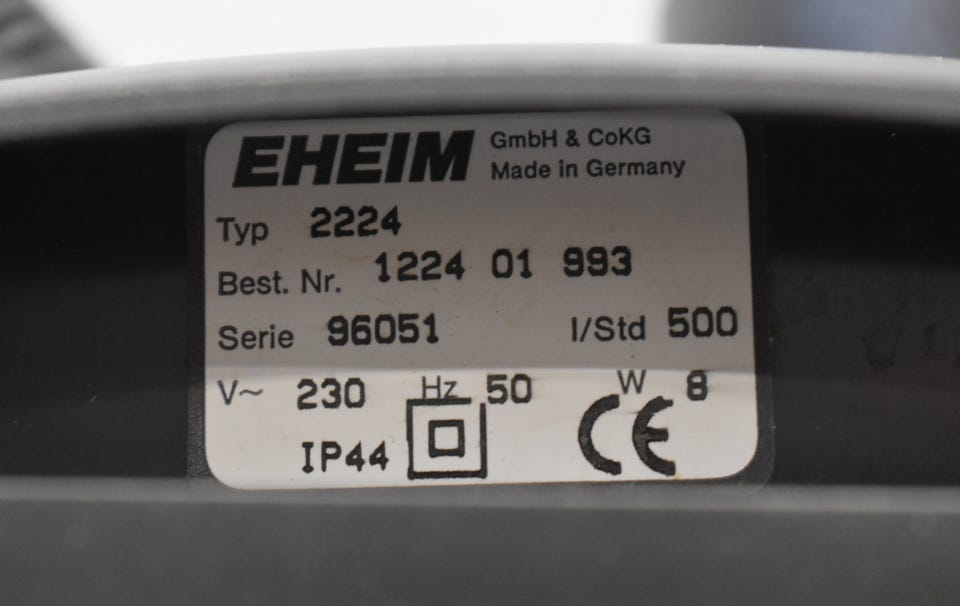 EHEIM GmbH & CoKG
Made in Germany
Typ 2224
Best. Nr. 1224 01 993
Serie 96051 l/Std 500
V~ 230 Hz 50 W 8
IP44 CE